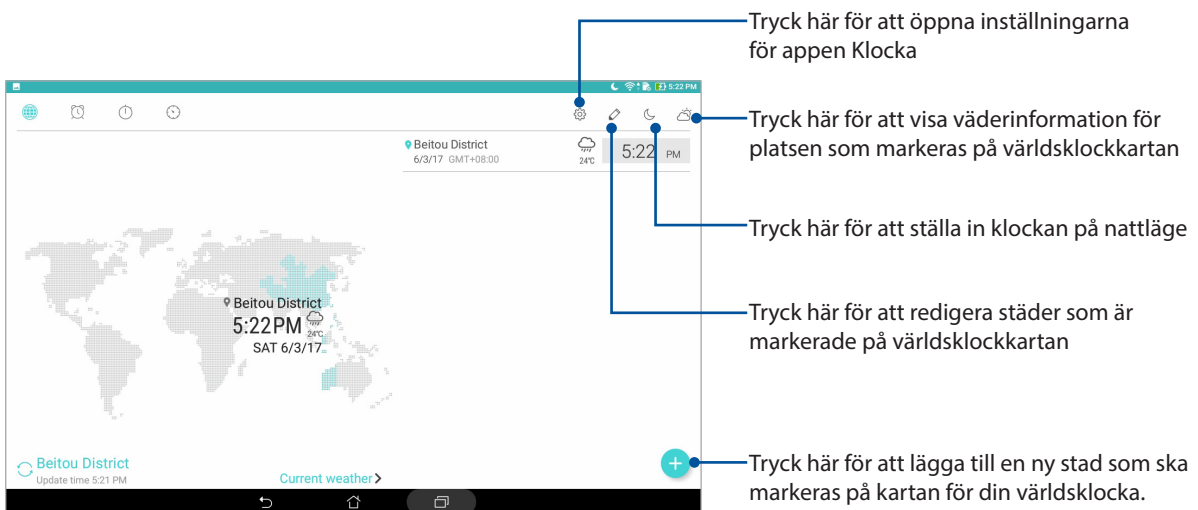 Tryck här för att öppna inställningarna
för appen Klocka
5:22 PM
Tryck här för att visa väderinformation för
platsen som markeras på världsklockkartan
Beitou District
6/3/17 GMT+08:00
24°C
5:22 PM
Tryck här för att ställa in klockan på nattläge
Beitou District
5:22PM
24°C
SAT 6/3/17
Tryck här för att redigera städer som är
markerade på världsklockkartan
Beitou District
Update time 5:21 PM
Current weather
Tryck här för att lägga till en ny stad som ska
markeras på kartan för din världsklocka.